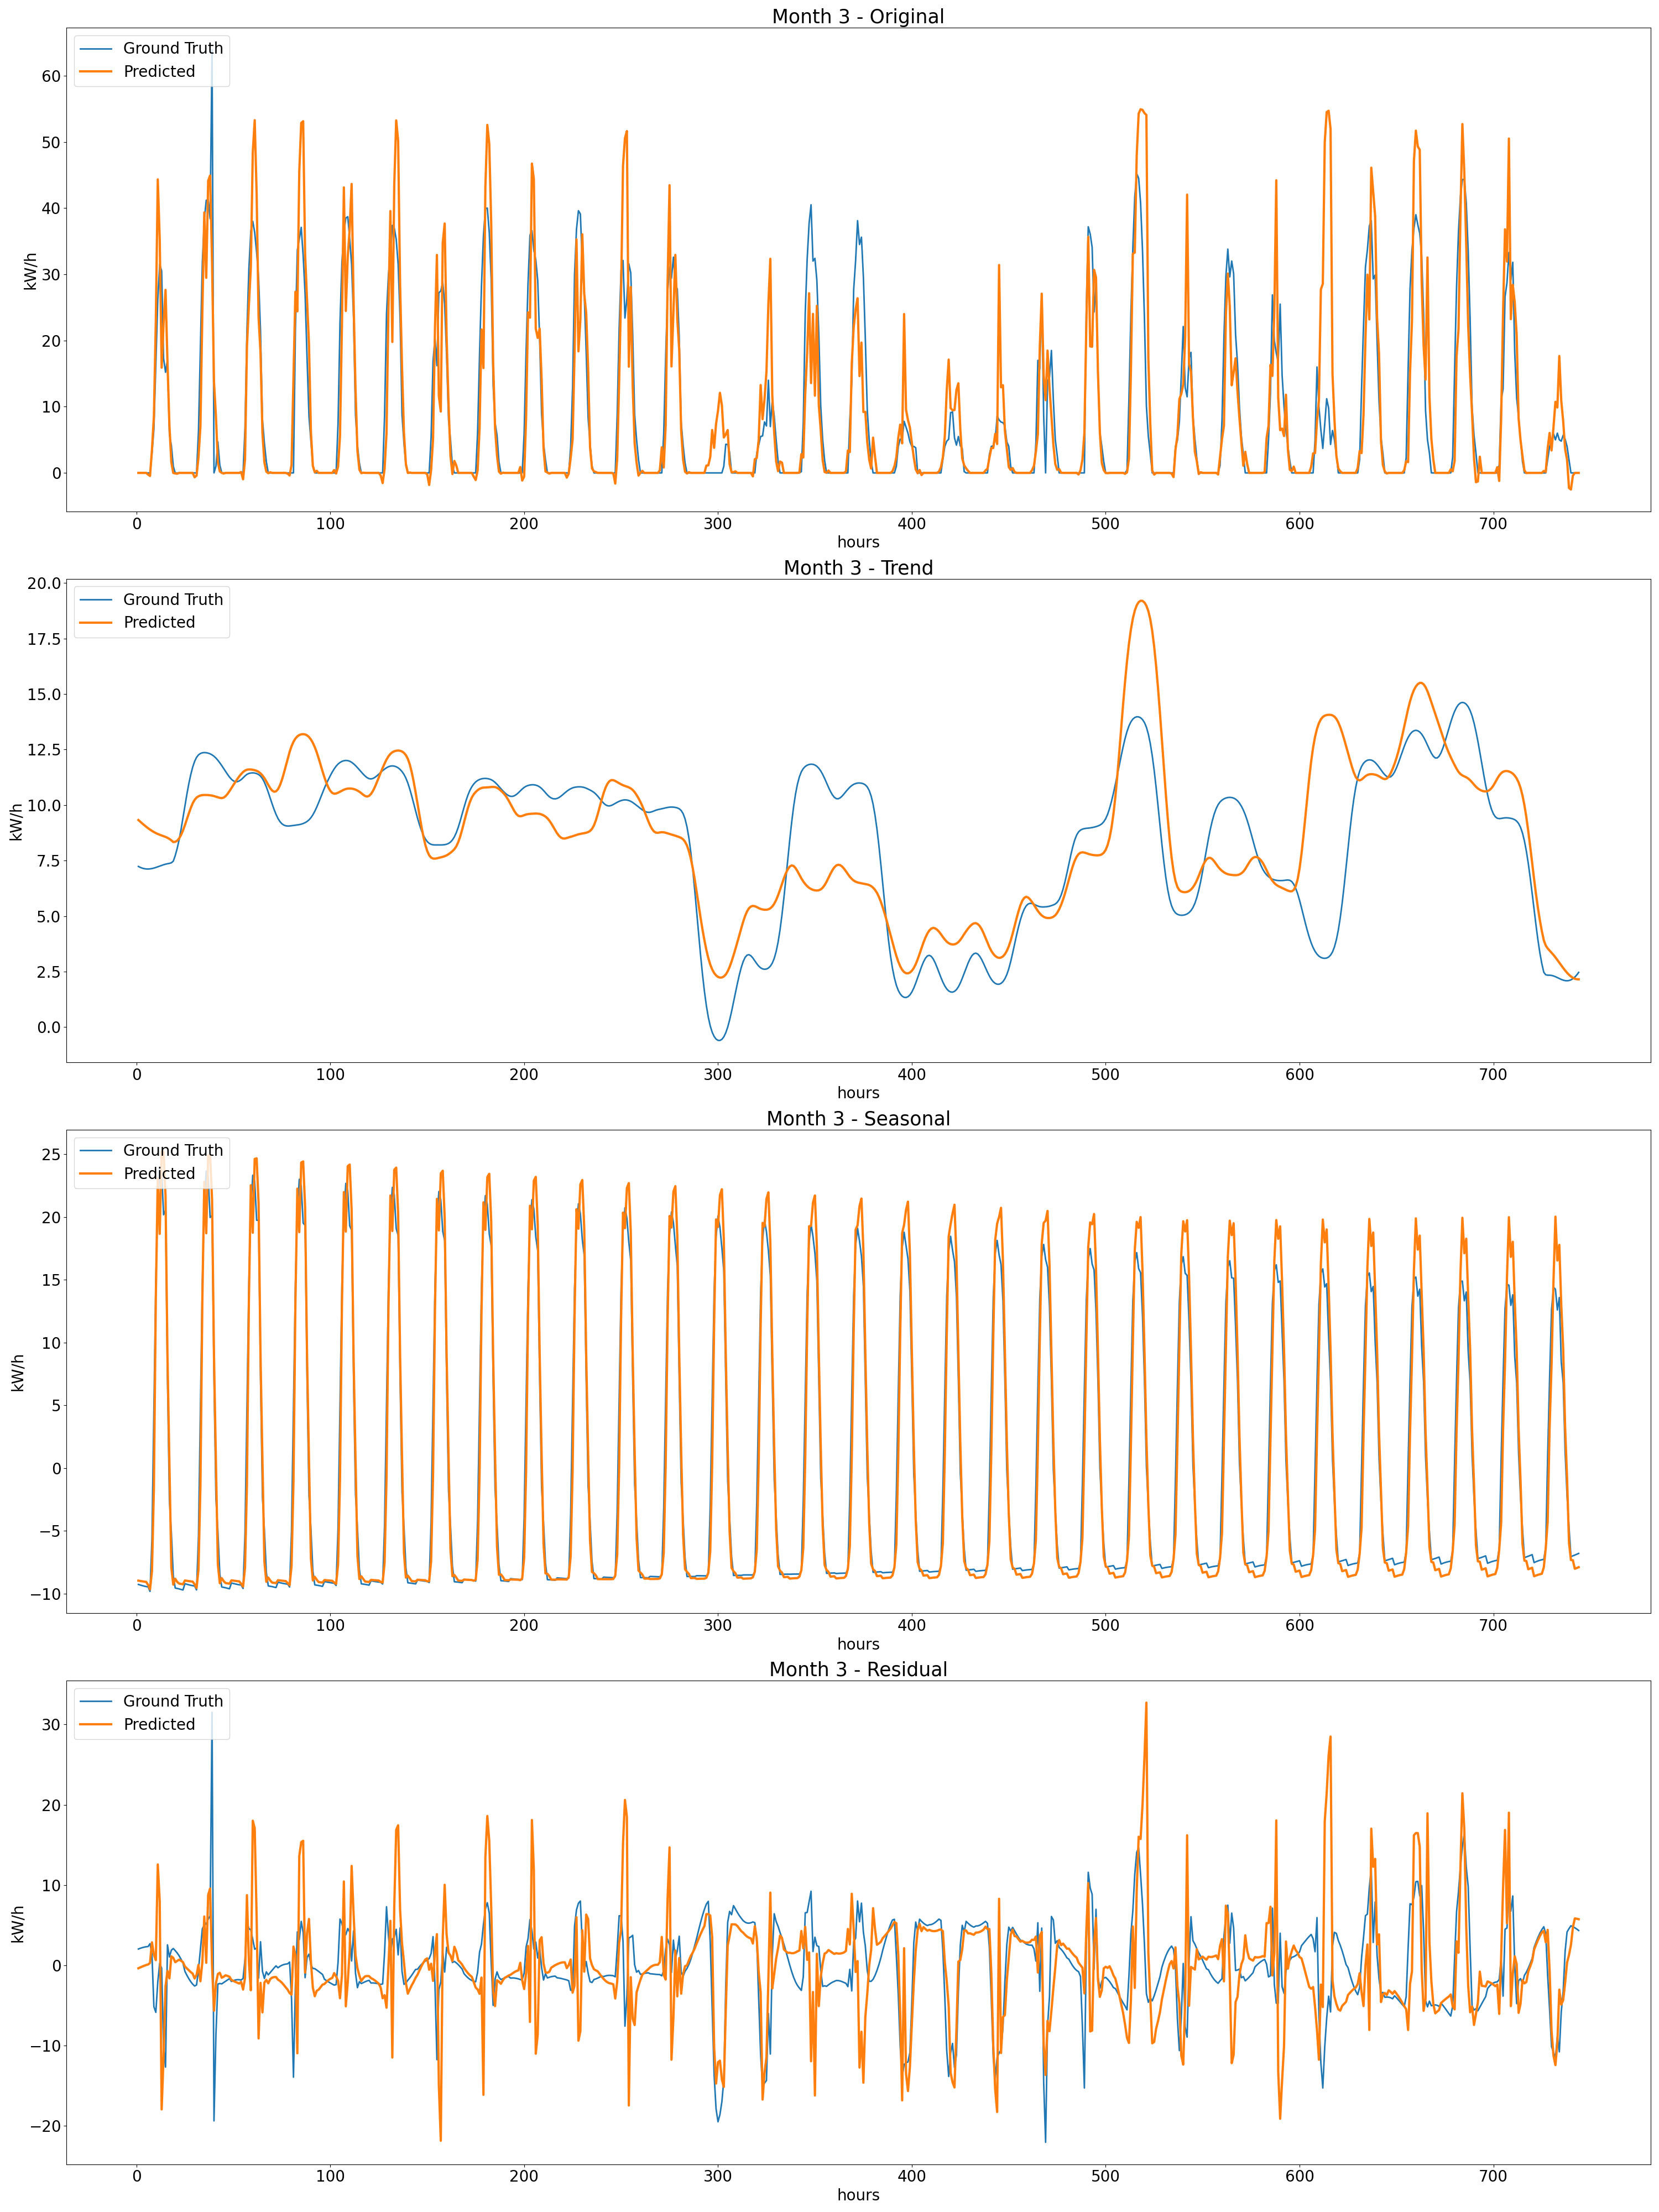 Month 3 - Original
Ground Truth
Predicted
60
50
40
30
20
10
0
kW/h
0 100 200 300 400 500 600 700
hours
Month 3 - Trend
Ground Truth
Predicted
20.0
17.5
15.0
12.5
10.0
7.5
5.0
2.5
0.0
kW/h
0 100 200 300 400 500 600 700
hours
Month 3 - Seasonal
Ground Truth
Predicted
25
20
15
10
5
0
−5
−10
kW/h
0 100 200 300 400 500 600 700
hours
Month 3 - Residual
Ground Truth
Predicted
30
20
10
0
−10
−20
kW/h
0 100 200 300 400 500 600 700
hours